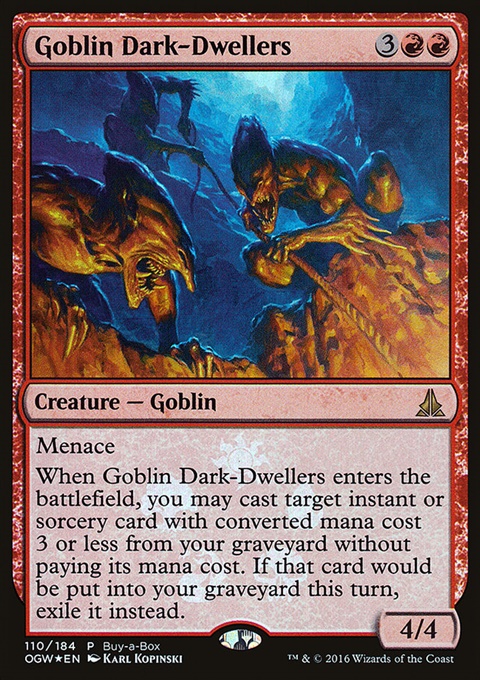 Goblin Dark-Dwellers 3
Creature — Goblin
Menace
When Goblin Dark-Dwellers enters the
battlefield, you may cast target instant or
sorcery card with converted mana cost
3 or less from your graveyard without
paying its mana cost. If that card would
be put into your graveyard this turn,
exile it instead.
4/4
110/184 P Buy-a-Box
OGW★EN Karl Kopinski ™ & © 2016 Wizards of the Coast